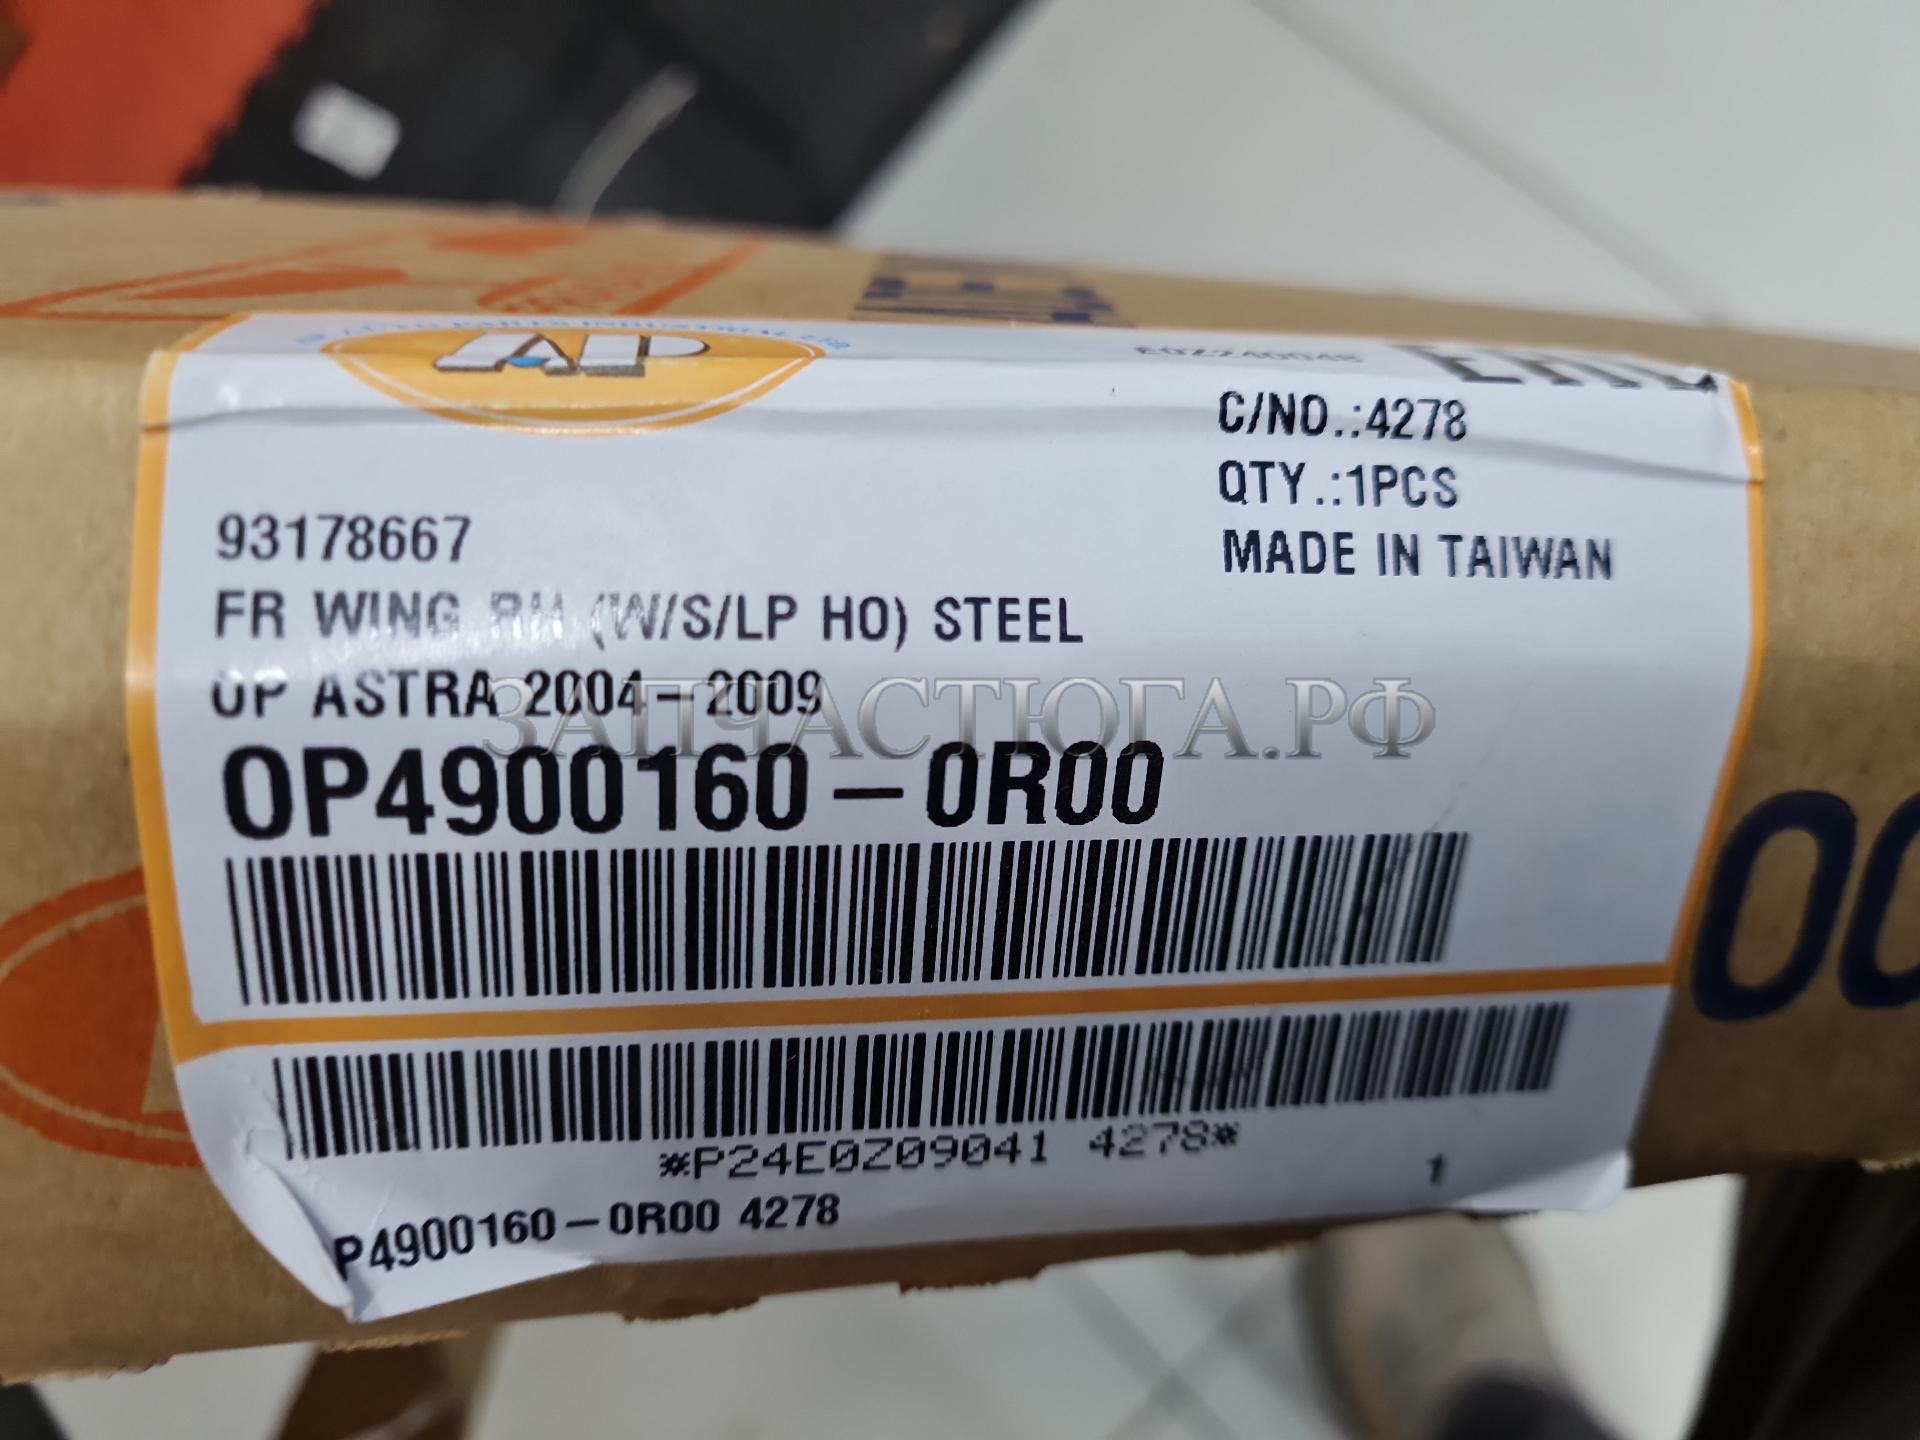 AP
C/NO.:4278
QTY.:1PCS
MADE IN TAIWAN
93178667
FR WING RH (W/S/LP HO) STEEL
OP ASTRA 2004-2009
ЗАПЧАСТЮГА.РФ
OP4900160-0R00
*P24E0Z09041 4278*
1
P4900160-0R00 4278